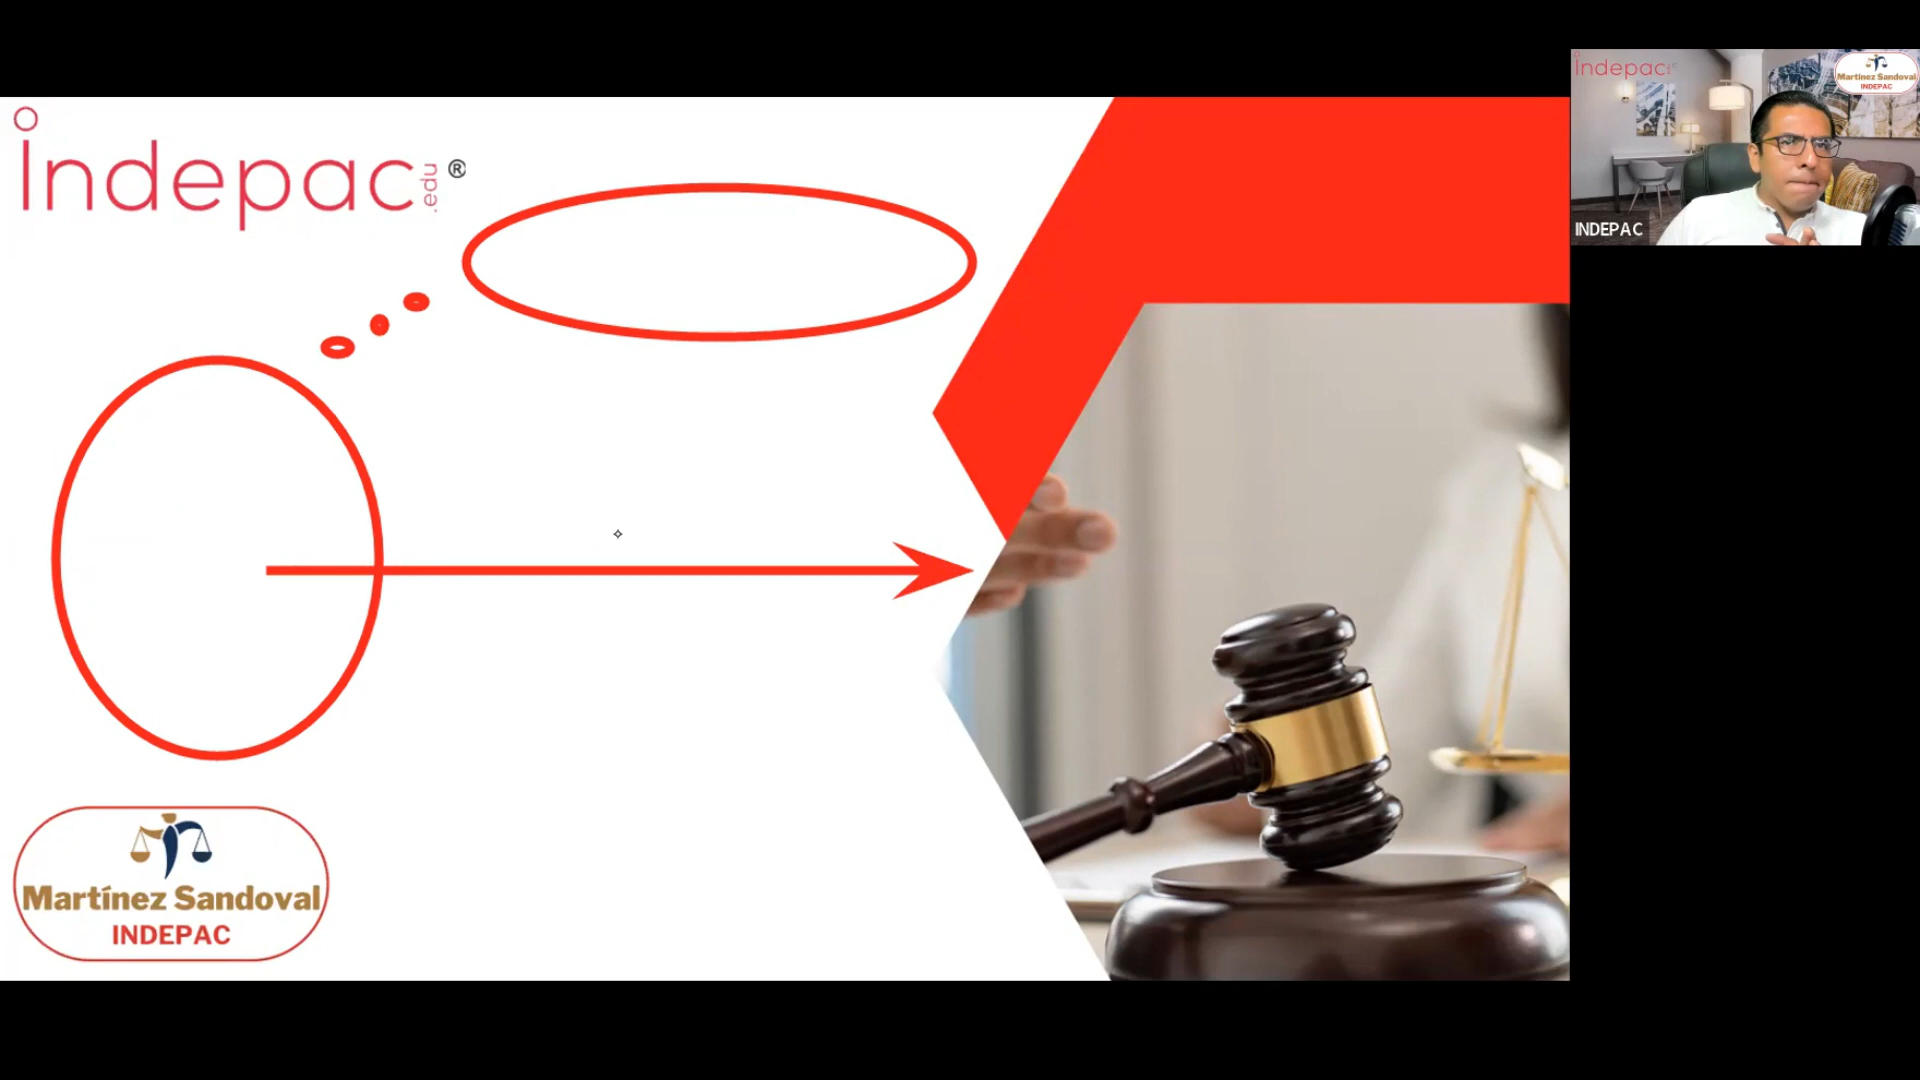 indepac.edu®
Martínez Sandoval
INDEPAC
indepac
Martínez Sandoval
INDEPAC
INDEPAC